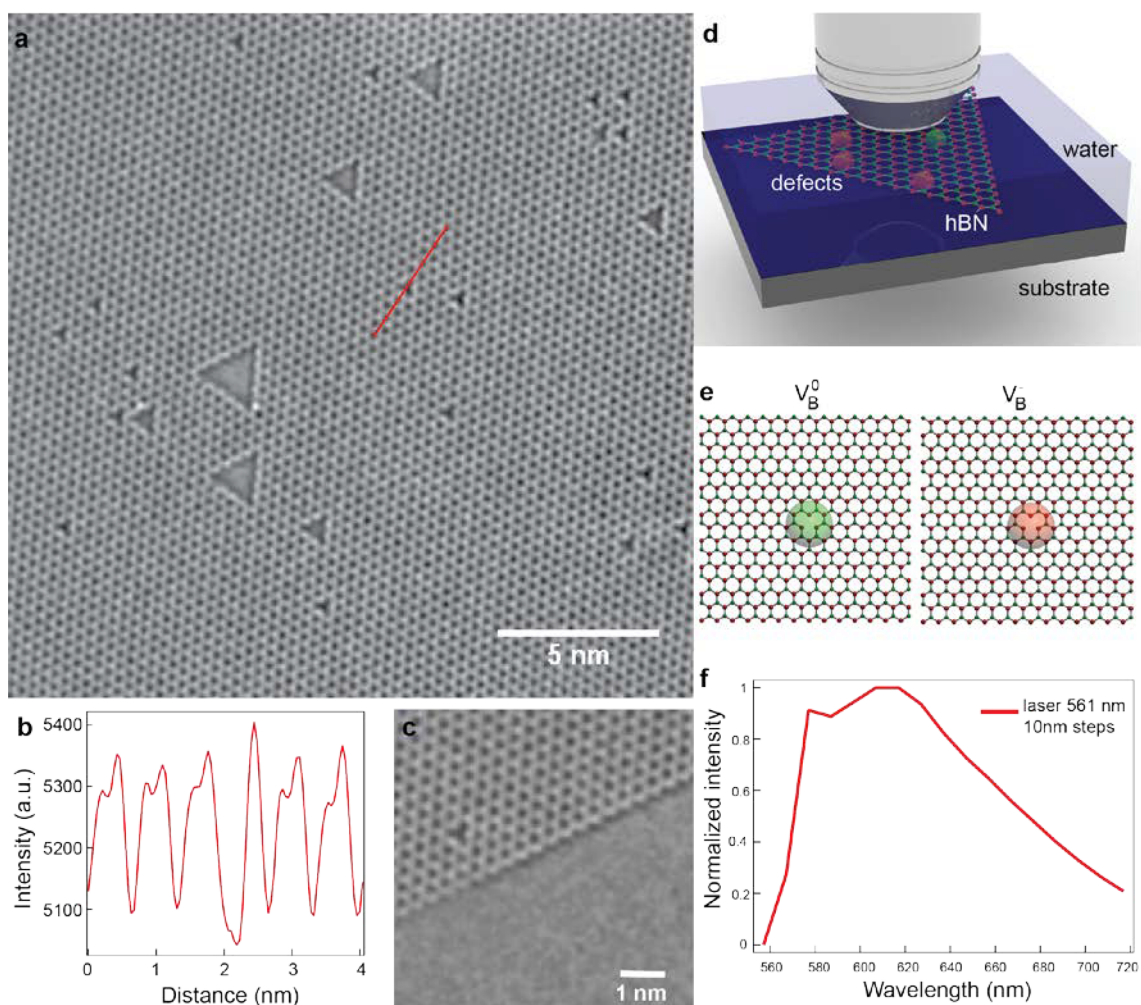 a
5 nm
b
5400
5300
5200
5100
Intensity (a.u.)
0
1
2
3
4
Distance (nm)
c
1 nm
d
water
defects
hBN
substrate
e
V_B^0
V_B^-
f
1
0.8
0.6
0.4
0.2
0
Normalized intensity
laser 561 nm
10nm steps
560
580
600
620
640
660
680
700
720
Wavelength (nm)